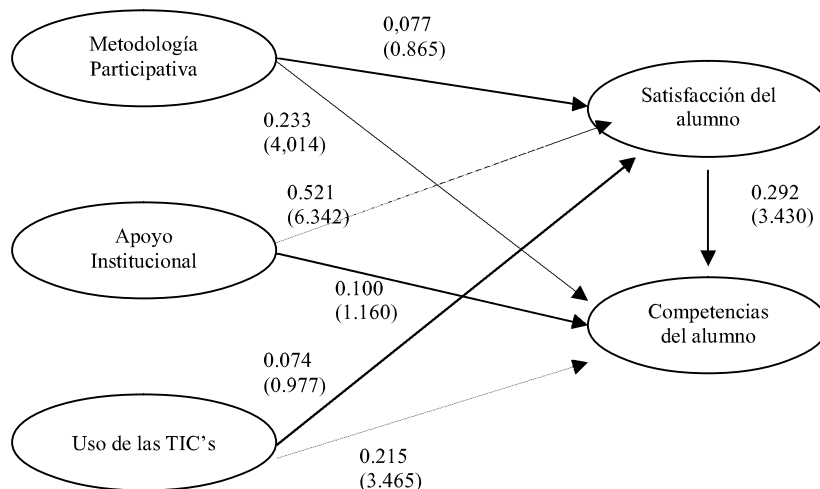 0,077
(0.865)
Metodología
Participativa
Satisfacción del
alumno
0.233
(4,014)
0.521
(6.342)
0.292
(3.430)
Apoyo
Institucional
0.100
(1.160)
Competencias
del alumno
0.074
(0.977)
Uso de las TIC's
0.215
(3.465)